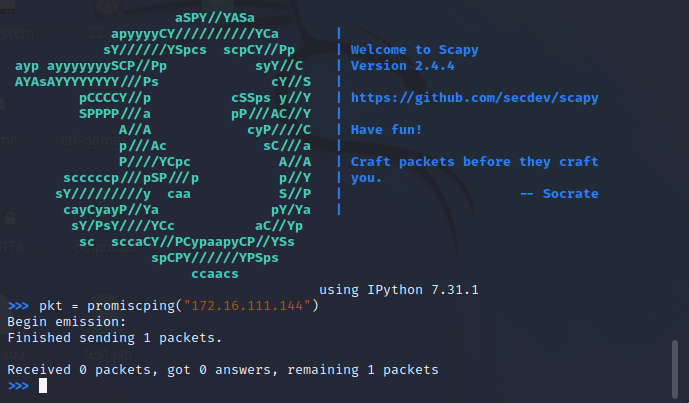 aSPY//YASa
apyyyyCY//////////YCa |
sY//////YSpcs scpCY//Pp | Welcome to Scapy
ayp ayyyyyyySCP//Pp syY//C | Version 2.4.4
AYAsAYYYYYYYY///Ps cY//S |
pCCCCY//p cSSps y//Y | https://github.com/secdev/scapy
SPPPP///a pP///AC//Y |
A//A cyP////C | Have fun!
p///Ac sC///a |
P////YCpc A//A | Craft packets before they craft
scccccp///pSP///p p//Y | you.
sY/////////y caa S//P | -- Socrate
cayCyayP//Ya pY/Ya |
sY/PsY////YCc aC//Yp
sc sccaCY//PCypaapyCP//YSs
spCPY//////YPSps
ccaacs
using IPython 7.31.1
>>> pkt = promiscping("172.16.111.144")
Begin emission:
Finished sending 1 packets.
Received 0 packets, got 0 answers, remaining 1 packets
>>>